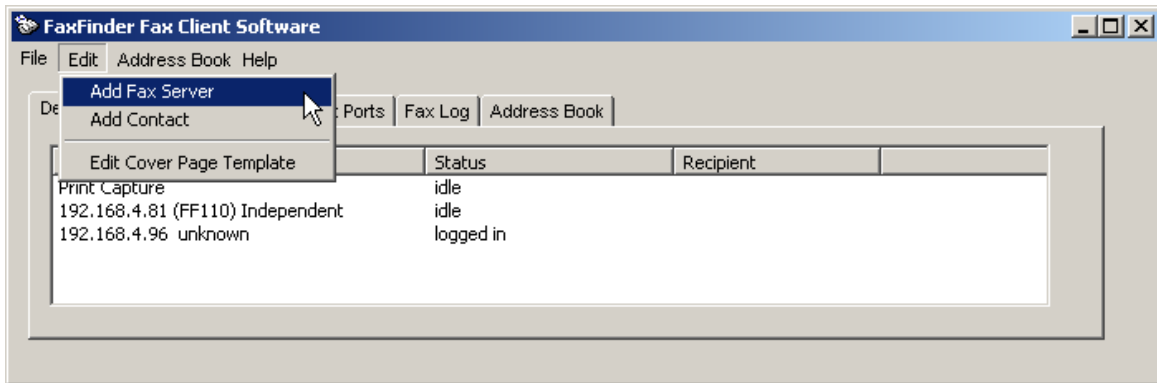 FaxFinder Fax Client Software
File Edit Address Book Help
Add Fax Server
Add Contact
Edit Cover Page Template
De Ports Fax Log Address Book
Status Recipient
Print Capture idle
192.168.4.81 (FF110) Independent idle
192.168.4.96 unknown logged in